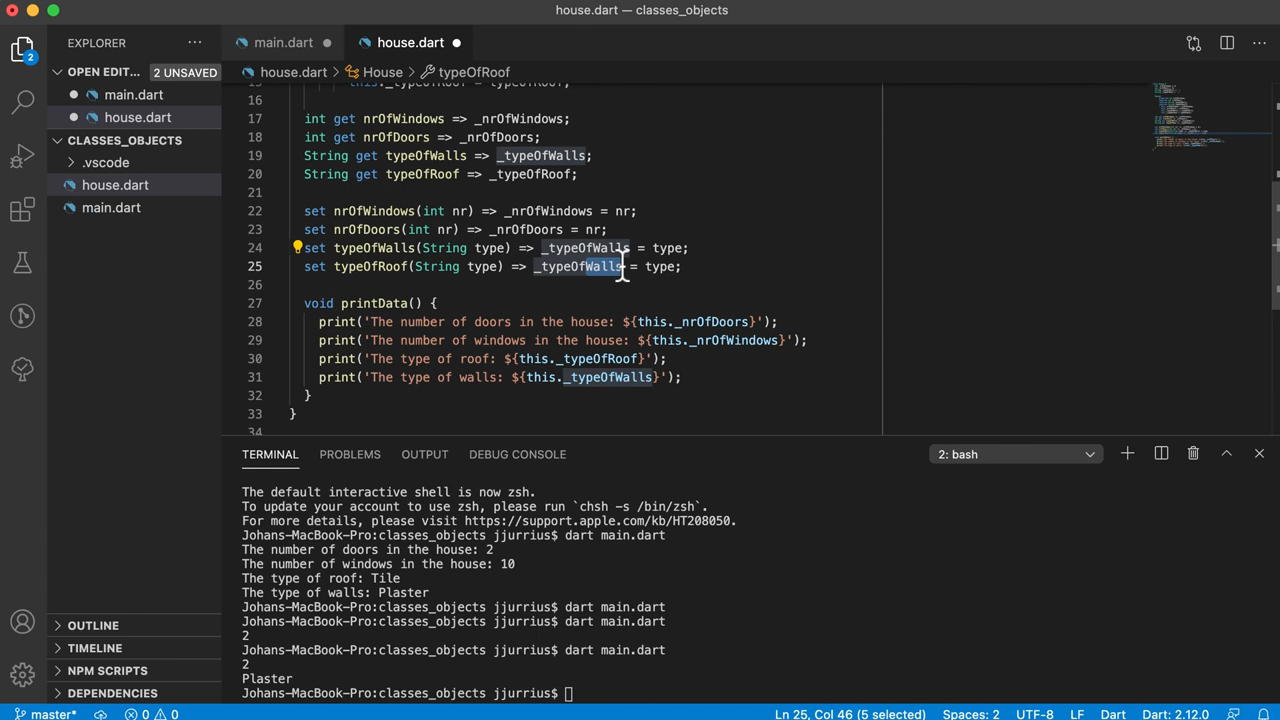 house.dart — classes_objects
EXPLORER
main.dart
house.dart
OPEN EDIT... 2 UNSAVED
main.dart
house.dart
CLASSES_OBJECTS
.vscode
house.dart
main.dart
house.dart > House > typeOfRoof
15 this._typeOfRoof = typeOfRoof;
16
17 int get nrOfWindows => _nrOfWindows;
18 int get nrOfDoors => _nrOfDoors;
19 String get typeOfWalls => _typeOfWalls;
20 String get typeOfRoof => _typeOfRoof;
21
22 set nrOfWindows(int nr) => _nrOfWindows = nr;
23 set nrOfDoors(int nr) => _nrOfDoors = nr;
24 set typeOfWalls(String type) => _typeOfWalls = type;
25 set typeOfRoof(String type) => _typeOfWalls = type;
26
27 void printData() {
28 print('The number of doors in the house: ${this._nrOfDoors}');
29 print('The number of windows in the house: ${this._nrOfWindows}');
30 print('The type of roof: ${this._typeOfRoof}');
31 print('The type of walls: ${this._typeOfWalls}');
32 }
33 }
34
TERMINAL PROBLEMS OUTPUT DEBUG CONSOLE 2: bash
The default interactive shell is now zsh.
To update your account to use zsh, please run `chsh -s /bin/zsh`.
For more details, please visit https://support.apple.com/kb/HT208050.
Johans-MacBook-Pro:classes_objects jjurrius$ dart main.dart
The number of doors in the house: 2
The number of windows in the house: 10
The type of roof: Tile
The type of walls: Plaster
Johans-MacBook-Pro:classes_objects jjurrius$ dart main.dart
Johans-MacBook-Pro:classes_objects jjurrius$ dart main.dart
2
Johans-MacBook-Pro:classes_objects jjurrius$ dart main.dart
2
Plaster
Johans-MacBook-Pro:classes_objects jjurrius$
OUTLINE
TIMELINE
NPM SCRIPTS
DEPENDENCIES
2
master* 0 0 Ln 25, Col 46 (5 selected) Spaces: 2 UTF-8 LF Dart Dart: 2.12.0